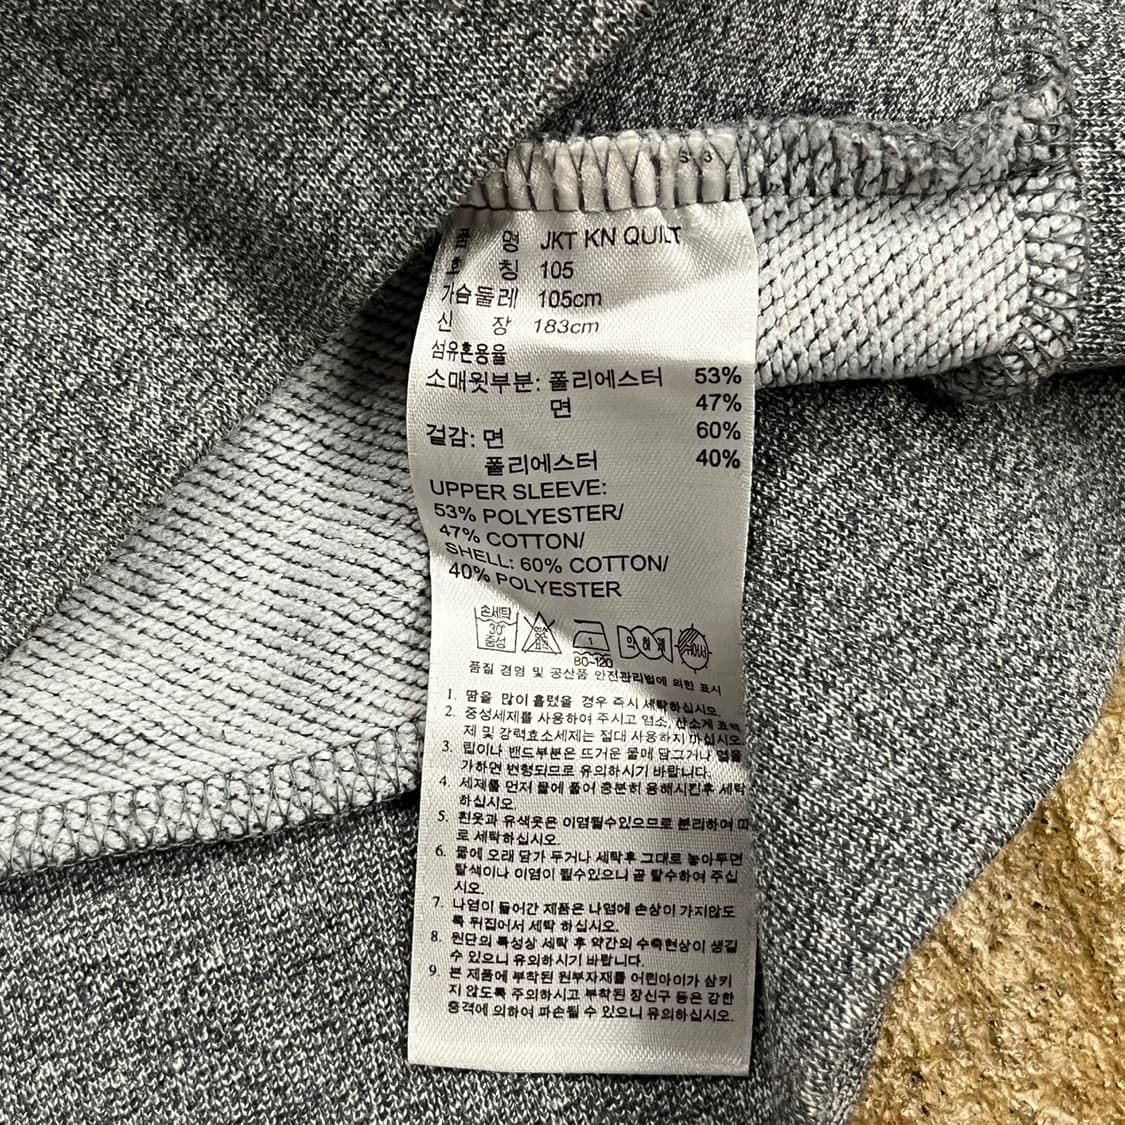 품 명 JKT KN QUILT
호 칭 105
가슴둘레 105cm
신 장 183cm
섬유혼용율
소매윗부분: 폴리에스터 53%
면 47%
겉감: 면 60%
폴리에스터 40%
UPPER SLEEVE:
53% POLYESTER/
47% COTTON/
SHELL: 60% COTTON/
40% POLYESTER
손세탁
30°
중성
80~120
품질 경영 및 공산품 안전관리법에 의한 표시
1. 땀을 많이 흘렸을 경우 즉시 세탁하십시오.
2. 중성세제를 사용하여 주시고 염소, 산소계 표백
제 및 강력효소세제는 절대 사용하지 마십시오.
3. 립이나 밴드부분은 뜨거운 물에 담그거나 열을
가하면 변형되므로 유의하시기 바랍니다.
4. 세제를 먼저 물에 풀어 충분히 용해시킨후 세탁
하십시오.
5. 흰옷과 유색옷은 이염될수있으므로 분리하여 따
로 세탁하십시오.
6. 물에 오래 담가 두거나 세탁후 그대로 놓아두면
탈색이나 이염이 될수있으니 곧 탈수하여 주십
시오.
7. 나염이 들어간 제품은 나염에 손상이 가지않도
록 뒤집어서 세탁 하십시오.
8. 원단의 특성상 세탁 후 약간의 수축현상이 생길
수 있으니 유의하시기 바랍니다.
9. 본 제품에 부착된 원부자재를 어린아이가 삼키
지 않도록 주의하시고 부착된 장신구 등은 강한
충격에 의하여 파손될 수 있으니 유의하십시오.